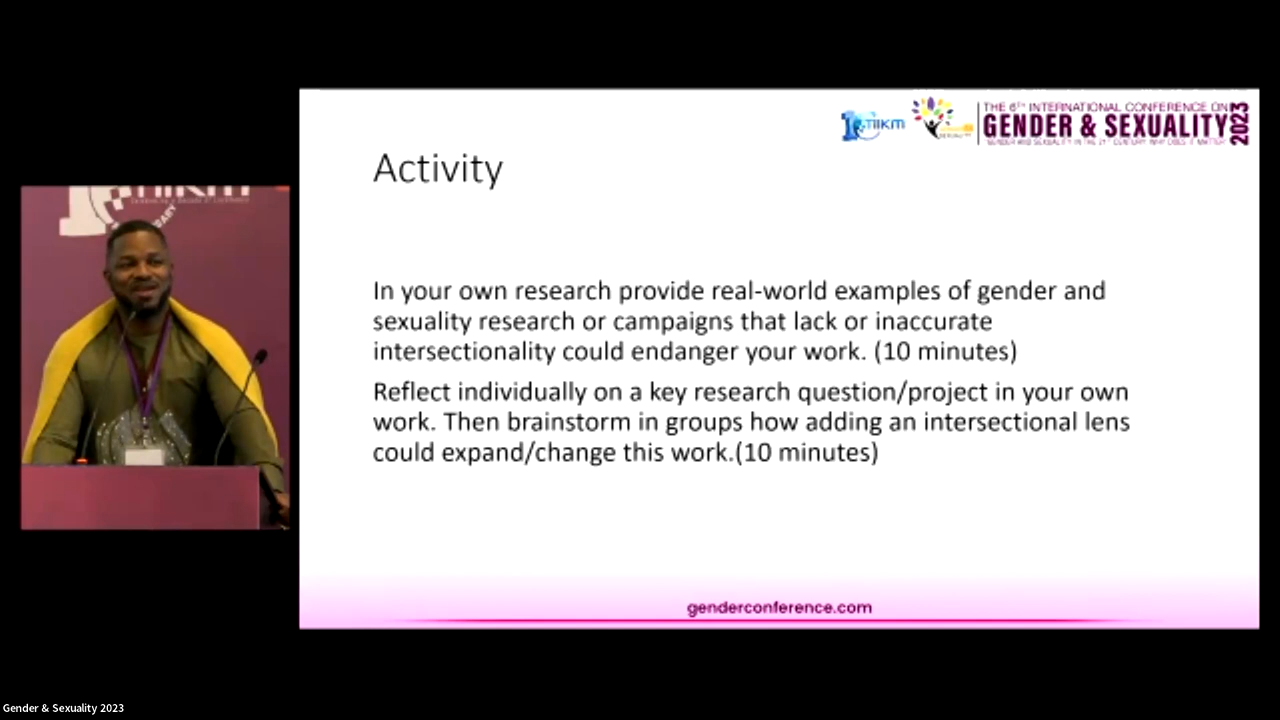 THE 6TH INTERNATIONAL CONFERENCE ON
GENDER & SEXUALITY
2023
TIIKM
Activity
In your own research provide real-world examples of gender and
sexuality research or campaigns that lack or inaccurate
intersectionality could endanger your work. (10 minutes)
Reflect individually on a key research question/project in your own
work. Then brainstorm in groups how adding an intersectional lens
could expand/change this work.(10 minutes)
genderconference.com
Gender & Sexuality 2023